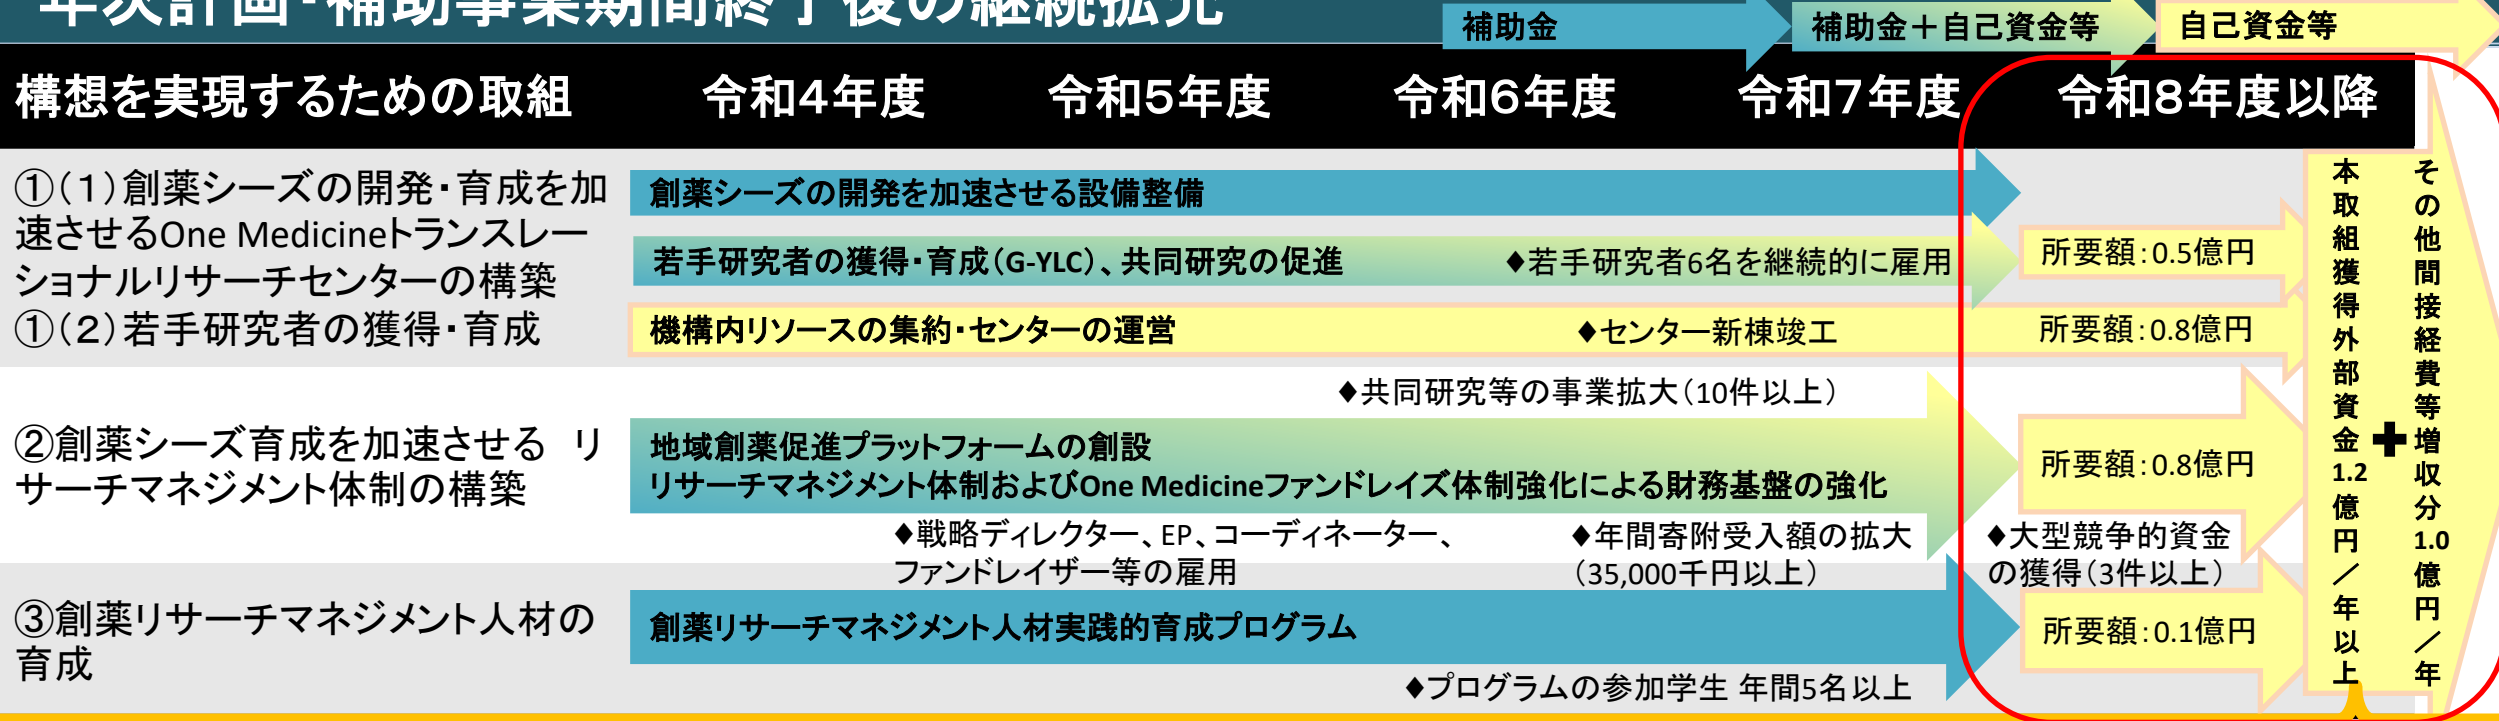 年次計画・補助事業期間終了後の継続拡充
補助金
補助金＋自己資金等
自己資金等
構想を実現するための取組
令和4年度
令和5年度
令和6年度
令和7年度
令和8年度以降
①（1）創薬シーズの開発・育成を加
速させるOne Medicineトランスレー
ショナルリサーチセンターの構築
①（2）若手研究者の獲得・育成
創薬シーズの開発を加速させる設備整備
若手研究者の獲得・育成（G-YLC）、共同研究の促進
♦若手研究者6名を継続的に雇用
所要額：0.5億円
機構内リソースの集約・センターの運営
♦センター新棟竣工
所要額：0.8億円
②創薬シーズ育成を加速させる　リ
サーチマネジメント体制の構築
♦共同研究等の事業拡大（10件以上）
地域創薬促進プラットフォームの創設
リサーチマネジメント体制およびOne Medicineファンドレイズ体制強化による財務基盤の強化
所要額：0.8億円
♦戦略ディレクター、EP、コーディネーター、
ファンドレイザー等の雇用
♦年間寄附受入額の拡大
（35,000千円以上）
♦大型競争的資金
の獲得（3件以上）
③創薬リサーチマネジメント人材の
育成
創薬リサーチマネジメント人材実践的育成プログラム
所要額：0.1億円
♦プログラムの参加学生 年間5名以上
本取組獲得外部資金1.2億円／年以上
＋
その他間接経費等増収分1.0億円／年